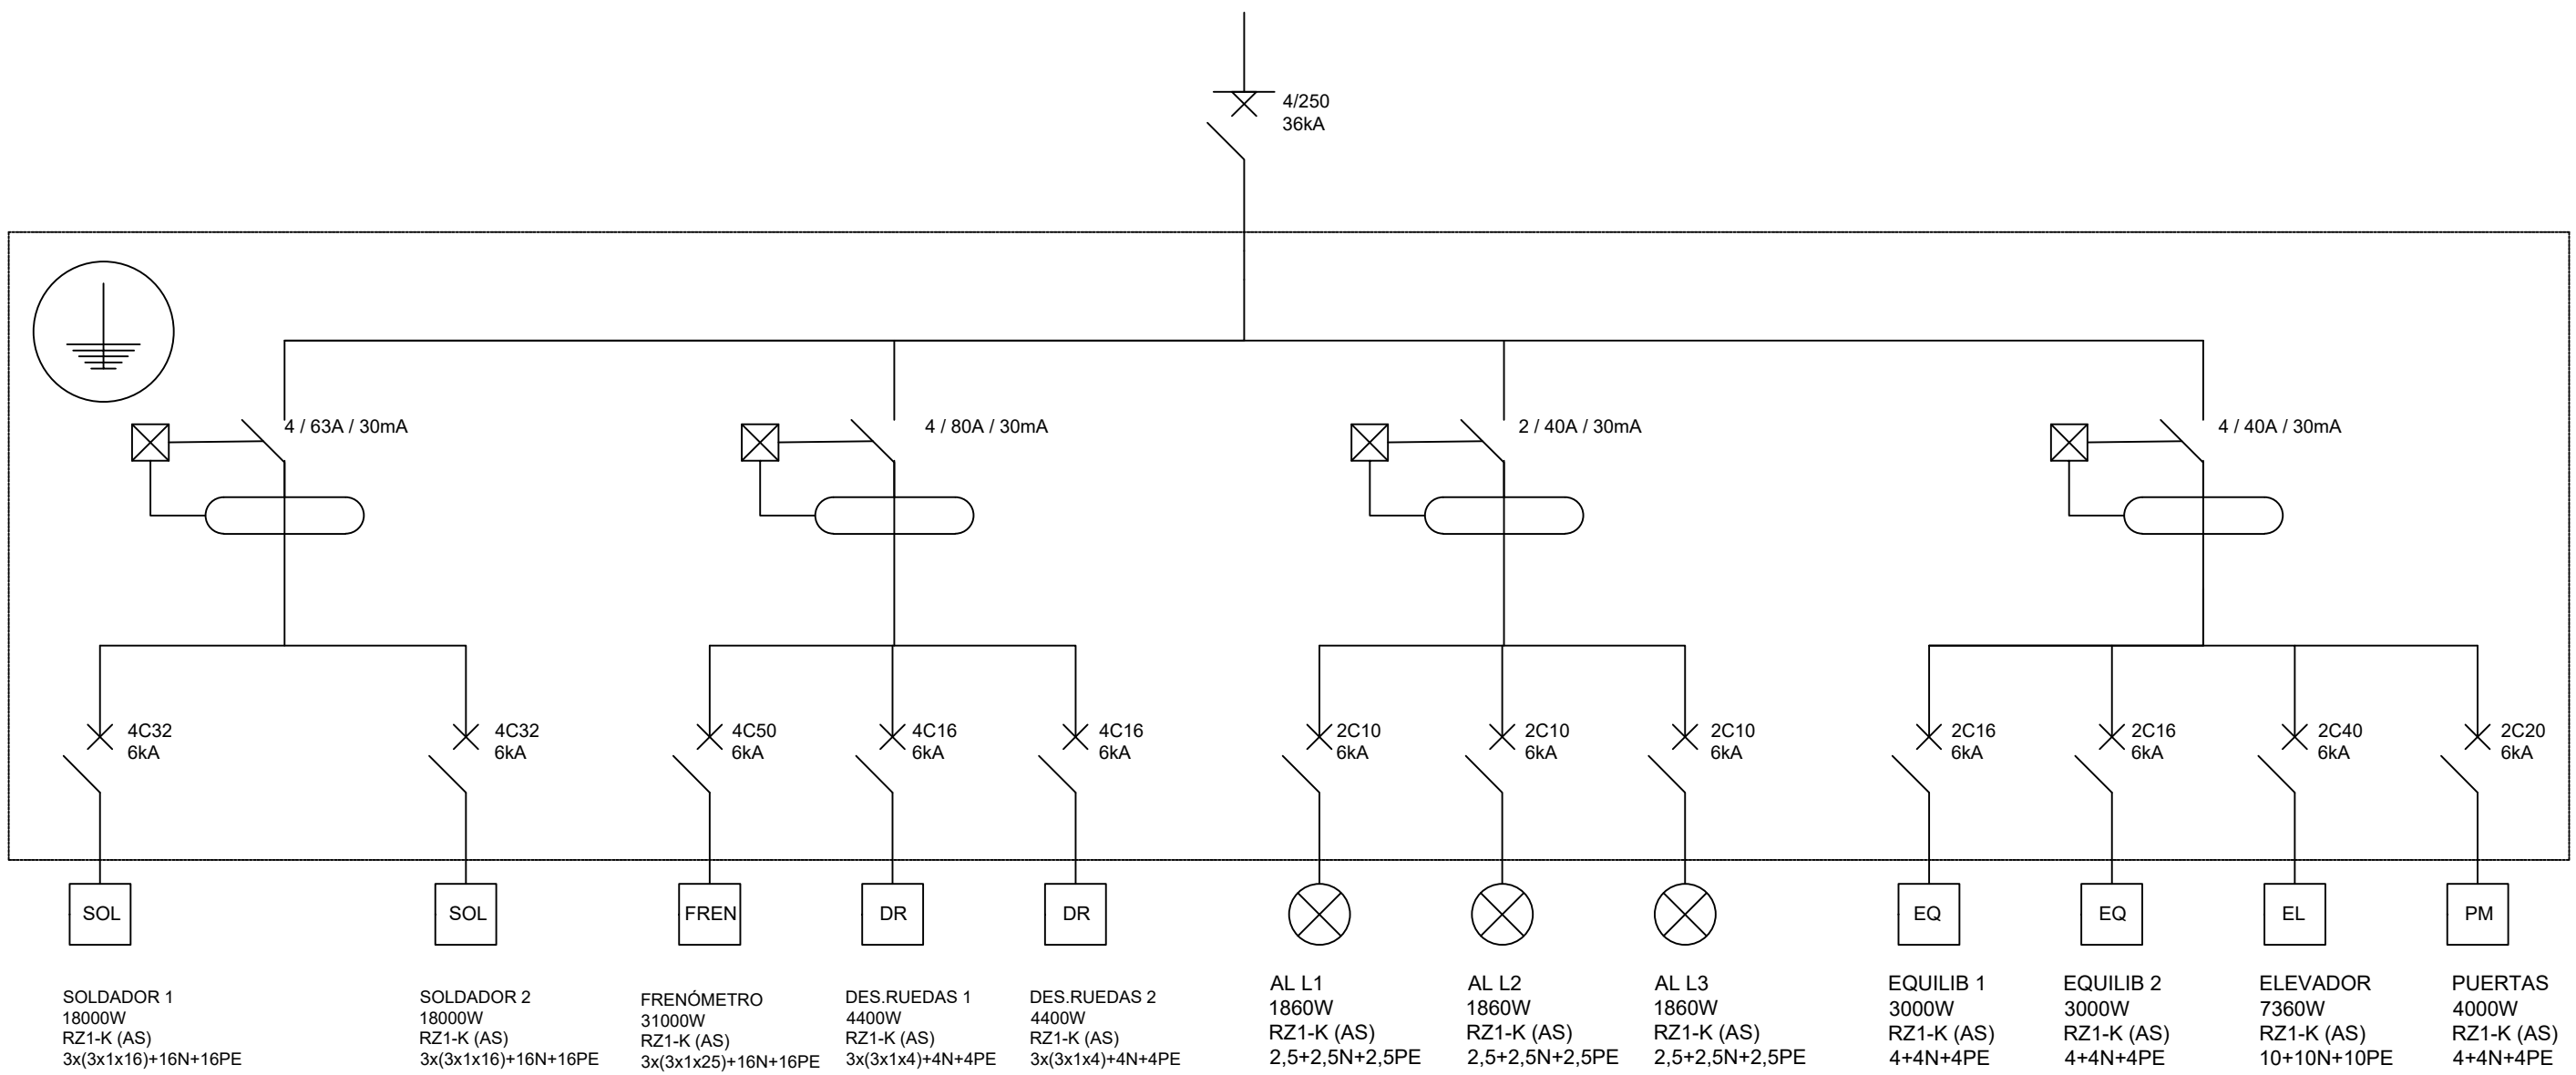 4/250
36kA
4 / 63A / 30mA
4 / 80A / 30mA
2 / 40A / 30mA
4 / 40A / 30mA
4C32
6kA
4C32
6kA
4C50
6kA
4C16
6kA
4C16
6kA
2C10
6kA
2C10
6kA
2C10
6kA
2C16
6kA
2C16
6kA
2C40
6kA
2C20
6kA
SOL
SOL
FREN
DR
DR
EQ
EQ
EL
PM
SOLDADOR 1
18000W
RZ1-K (AS)
3x(3x1x16)+16N+16PE
SOLDADOR 2
18000W
RZ1-K (AS)
3x(3x1x16)+16N+16PE
FRENÓMETRO
31000W
RZ1-K (AS)
3x(3x1x25)+16N+16PE
DES.RUEDAS 1
4400W
RZ1-K (AS)
3x(3x1x4)+4N+4PE
DES.RUEDAS 2
4400W
RZ1-K (AS)
3x(3x1x4)+4N+4PE
AL L1
1860W
RZ1-K (AS)
2,5+2,5N+2,5PE
AL L2
1860W
RZ1-K (AS)
2,5+2,5N+2,5PE
AL L3
1860W
RZ1-K (AS)
2,5+2,5N+2,5PE
EQUILIB 1
3000W
RZ1-K (AS)
4+4N+4PE
EQUILIB 2
3000W
RZ1-K (AS)
4+4N+4PE
ELEVADOR
7360W
RZ1-K (AS)
10+10N+10PE
PUERTAS
4000W
RZ1-K (AS)
4+4N+4PE